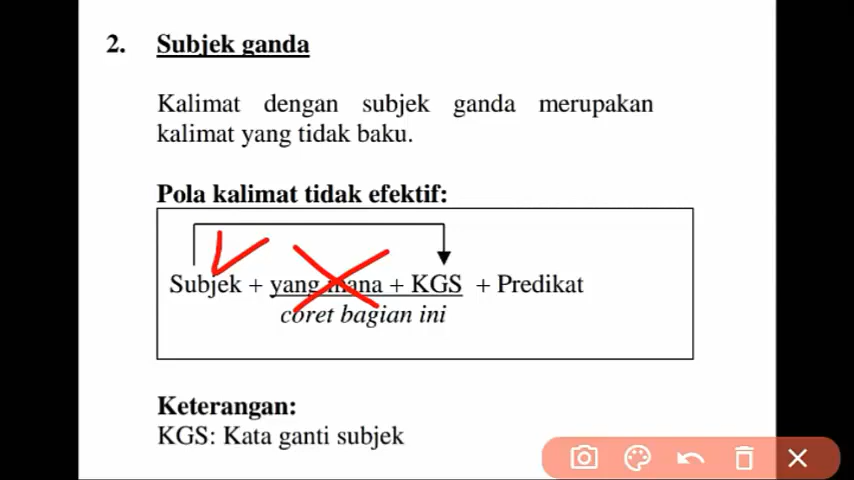 2. Subjek ganda
Kalimat dengan subjek ganda merupakan
kalimat yang tidak baku.
Pola kalimat tidak efektif:
Subjek + yang mana + KGS + Predikat
coret bagian ini
Keterangan:
KGS: Kata ganti subjek